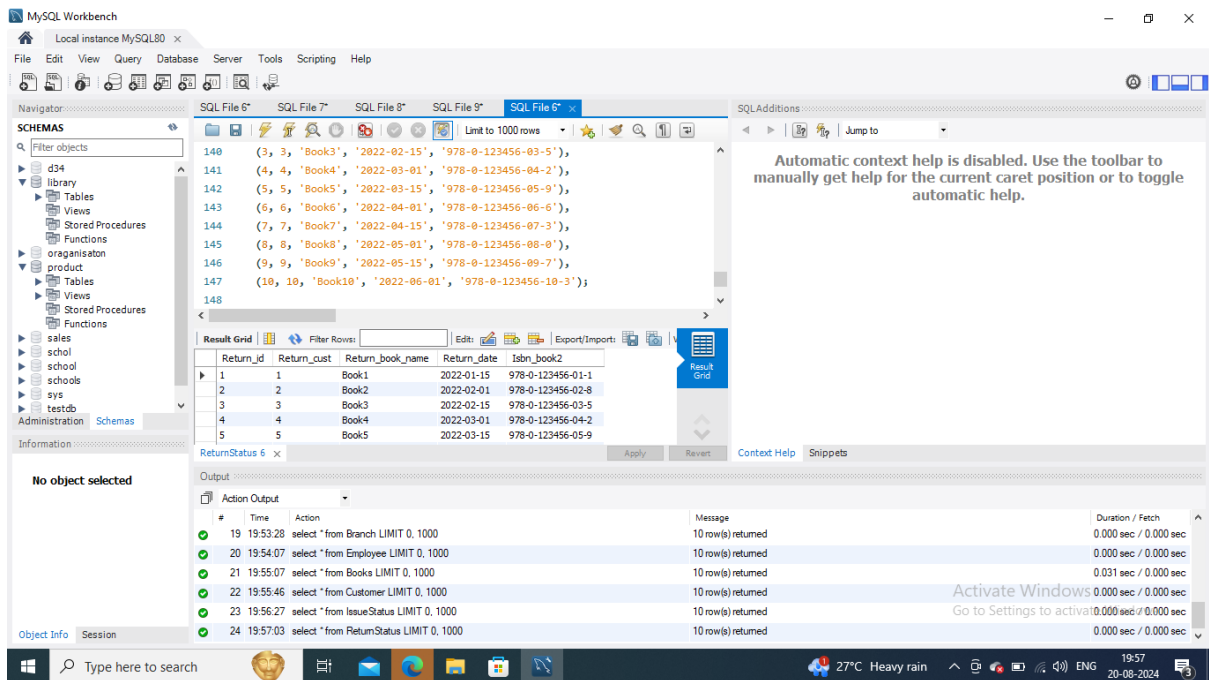 MySQL Workbench
Local instance MySQL80
File Edit View Query Database Server Tools Scripting Help
Navigator
SCHEMAS
Filter objects
d34
library
Tables
Views
Stored Procedures
Functions
oraganisaton
product
Tables
Views
Stored Procedures
Functions
sales
schol
school
schools
sys
testdb
Administration Schemas
Information
No object selected
Object Info Session
SQL File 6* SQL File 7* SQL File 8* SQL File 9* SQL File 6*
Limit to 1000 rows
140 (3, 3, 'Book3', '2022-02-15', '978-0-123456-03-5'),
141 (4, 4, 'Book4', '2022-03-01', '978-0-123456-04-2'),
142 (5, 5, 'Book5', '2022-03-15', '978-0-123456-05-9'),
143 (6, 6, 'Book6', '2022-04-01', '978-0-123456-06-6'),
144 (7, 7, 'Book7', '2022-04-15', '978-0-123456-07-3'),
145 (8, 8, 'Book8', '2022-05-01', '978-0-123456-08-0'),
146 (9, 9, 'Book9', '2022-05-15', '978-0-123456-09-7'),
147 (10, 10, 'Book10', '2022-06-01', '978-0-123456-10-3');
148
Result Grid Filter Rows: Edit: Export/Import:
Return_id Return_cust Return_book_name Return_date Isbn_book2
1 1 Book1 2022-01-15 978-0-123456-01-1
2 2 Book2 2022-02-01 978-0-123456-02-8
3 3 Book3 2022-02-15 978-0-123456-03-5
4 4 Book4 2022-03-01 978-0-123456-04-2
5 5 Book5 2022-03-15 978-0-123456-05-9
Result
Grid
ReturnStatus 6 Apply Revert
SQLAdditions
Jump to
Automatic context help is disabled. Use the toolbar to
manually get help for the current caret position or to toggle
automatic help.
Context Help Snippets
Output
Action Output
# Time Action Message Duration / Fetch
19 19:53:28 select * from Branch LIMIT 0, 1000 10 row(s) returned 0.000 sec / 0.000 sec
20 19:54:07 select * from Employee LIMIT 0, 1000 10 row(s) returned 0.000 sec / 0.000 sec
21 19:55:07 select * from Books LIMIT 0, 1000 10 row(s) returned 0.031 sec / 0.000 sec
22 19:55:46 select * from Customer LIMIT 0, 1000 10 row(s) returned 0.000 sec / 0.000 sec
23 19:56:27 select * from IssueStatus LIMIT 0, 1000 10 row(s) returned 0.000 sec / 0.000 sec
24 19:57:03 select * from ReturnStatus LIMIT 0, 1000 10 row(s) returned 0.000 sec / 0.000 sec
Activate Windows
Go to Settings to activate Windows.
Type here to search
27°C Heavy rain ENG
19:57
20-08-2024
3